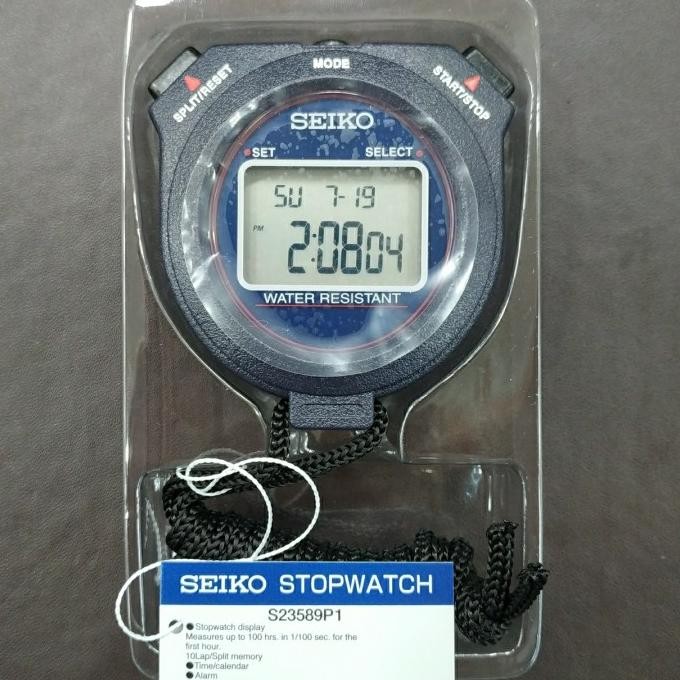 MODE
SPLIT/RESET
START/STOP
SEIKO
SET SELECT
SU 7-19
PM 2:08 04
WATER RESISTANT
SEIKO STOPWATCH
S23589P1
●Stopwatch display
Measures up to 100 hrs. in 1/100 sec. for the
first hour.
10Lap/Split memory
●Time/calendar
●Alarm